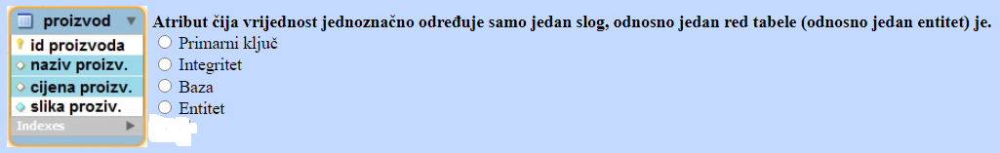 proizvod
id proizvoda
naziv proizv.
cijena proizv.
slika proziv.
Indexes
Atribut čija vrijednost jednoznačno određuje samo jedan slog, odnosno jedan red tabele (odnosno jedan entitet) je.
Primarni ključ
Integritet
Baza
Entitet